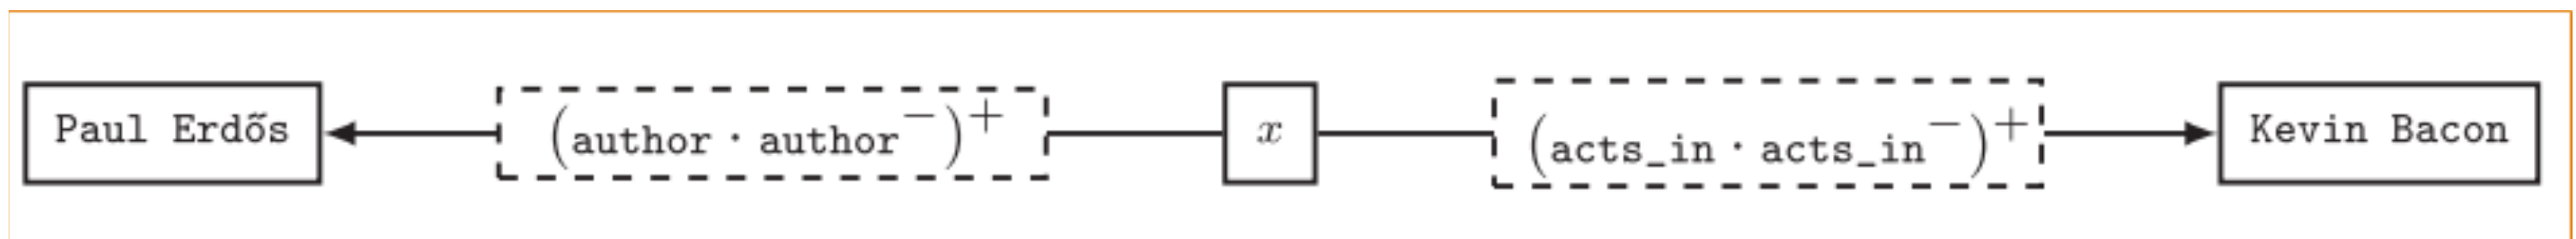 Paul Erdős (author · author⁻)⁺ x (acts_in · acts_in⁻)⁺ Kevin Bacon